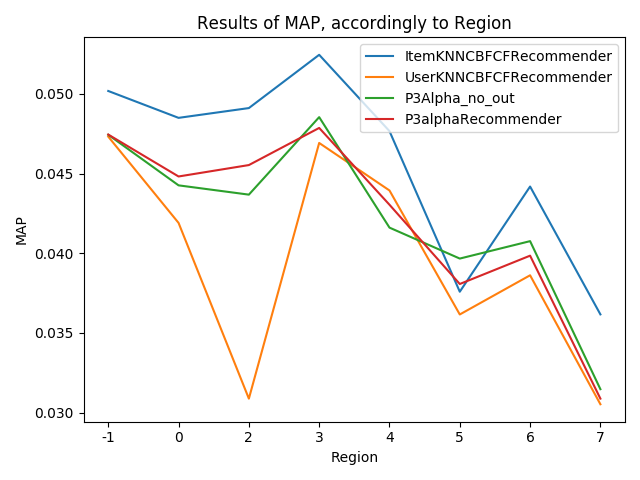 Results of MAP, accordingly to Region
ItemKNNCBFCFRecommender
UserKNNCBFCFRecommender
P3Alpha_no_out
P3alphaRecommender
0.050
0.045
0.040
0.035
0.030
MAP
-1 0 2 3 4 5 6 7
Region